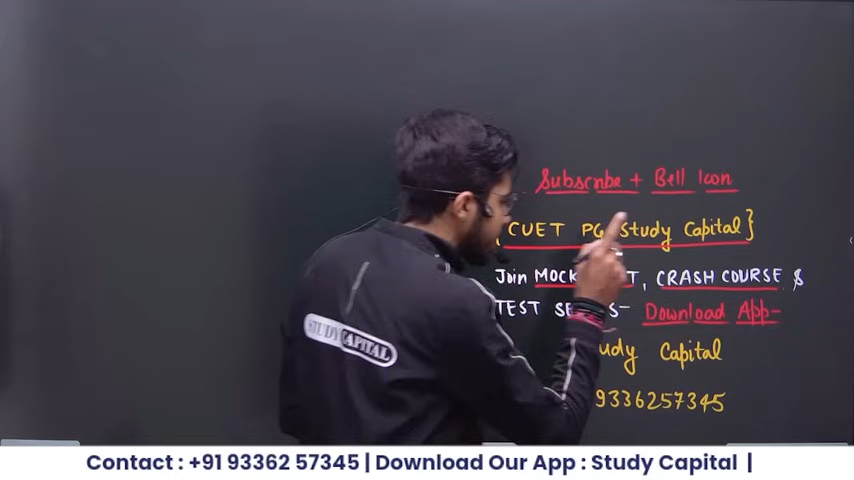 Subscribe + Bell Icon
CUET PG Study Capital}
Join MOCK , CRASH COURSE &
TEST
Download App-
Capital
9336257345
STUDY CAPITAL
Contact : +91 93362 57345 | Download Our App : Study Capital |